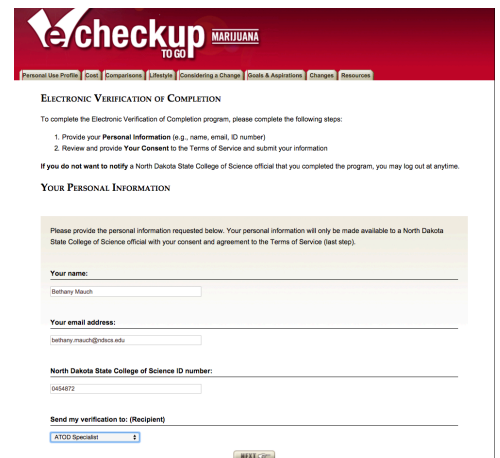 e checkup MARIJUANA
TO GO
Personal Use Profile Cost Comparisons Lifestyle Considering a Change Goals & Aspirations Changes Resources
ELECTRONIC VERIFICATION OF COMPLETION
To complete the Electronic Verification of Completion program, please complete the following steps:
1. Provide your Personal Information (e.g., name, email, ID number)
2. Review and provide Your Consent to the Terms of Service and submit your information
If you do not want to notify a North Dakota State College of Science official that you completed the program, you may log out at anytime.
YOUR PERSONAL INFORMATION
Please provide the personal information requested below. Your personal information will only be made available to a North Dakota
State College of Science official with your consent and agreement to the Terms of Service (last step).
Your name:
Bethany Mauch
Your email address:
bethany.mauch@ndscs.edu
North Dakota State College of Science ID number:
0454872
Send my verification to: (Recipient)
ATOD Specialist
NEXT